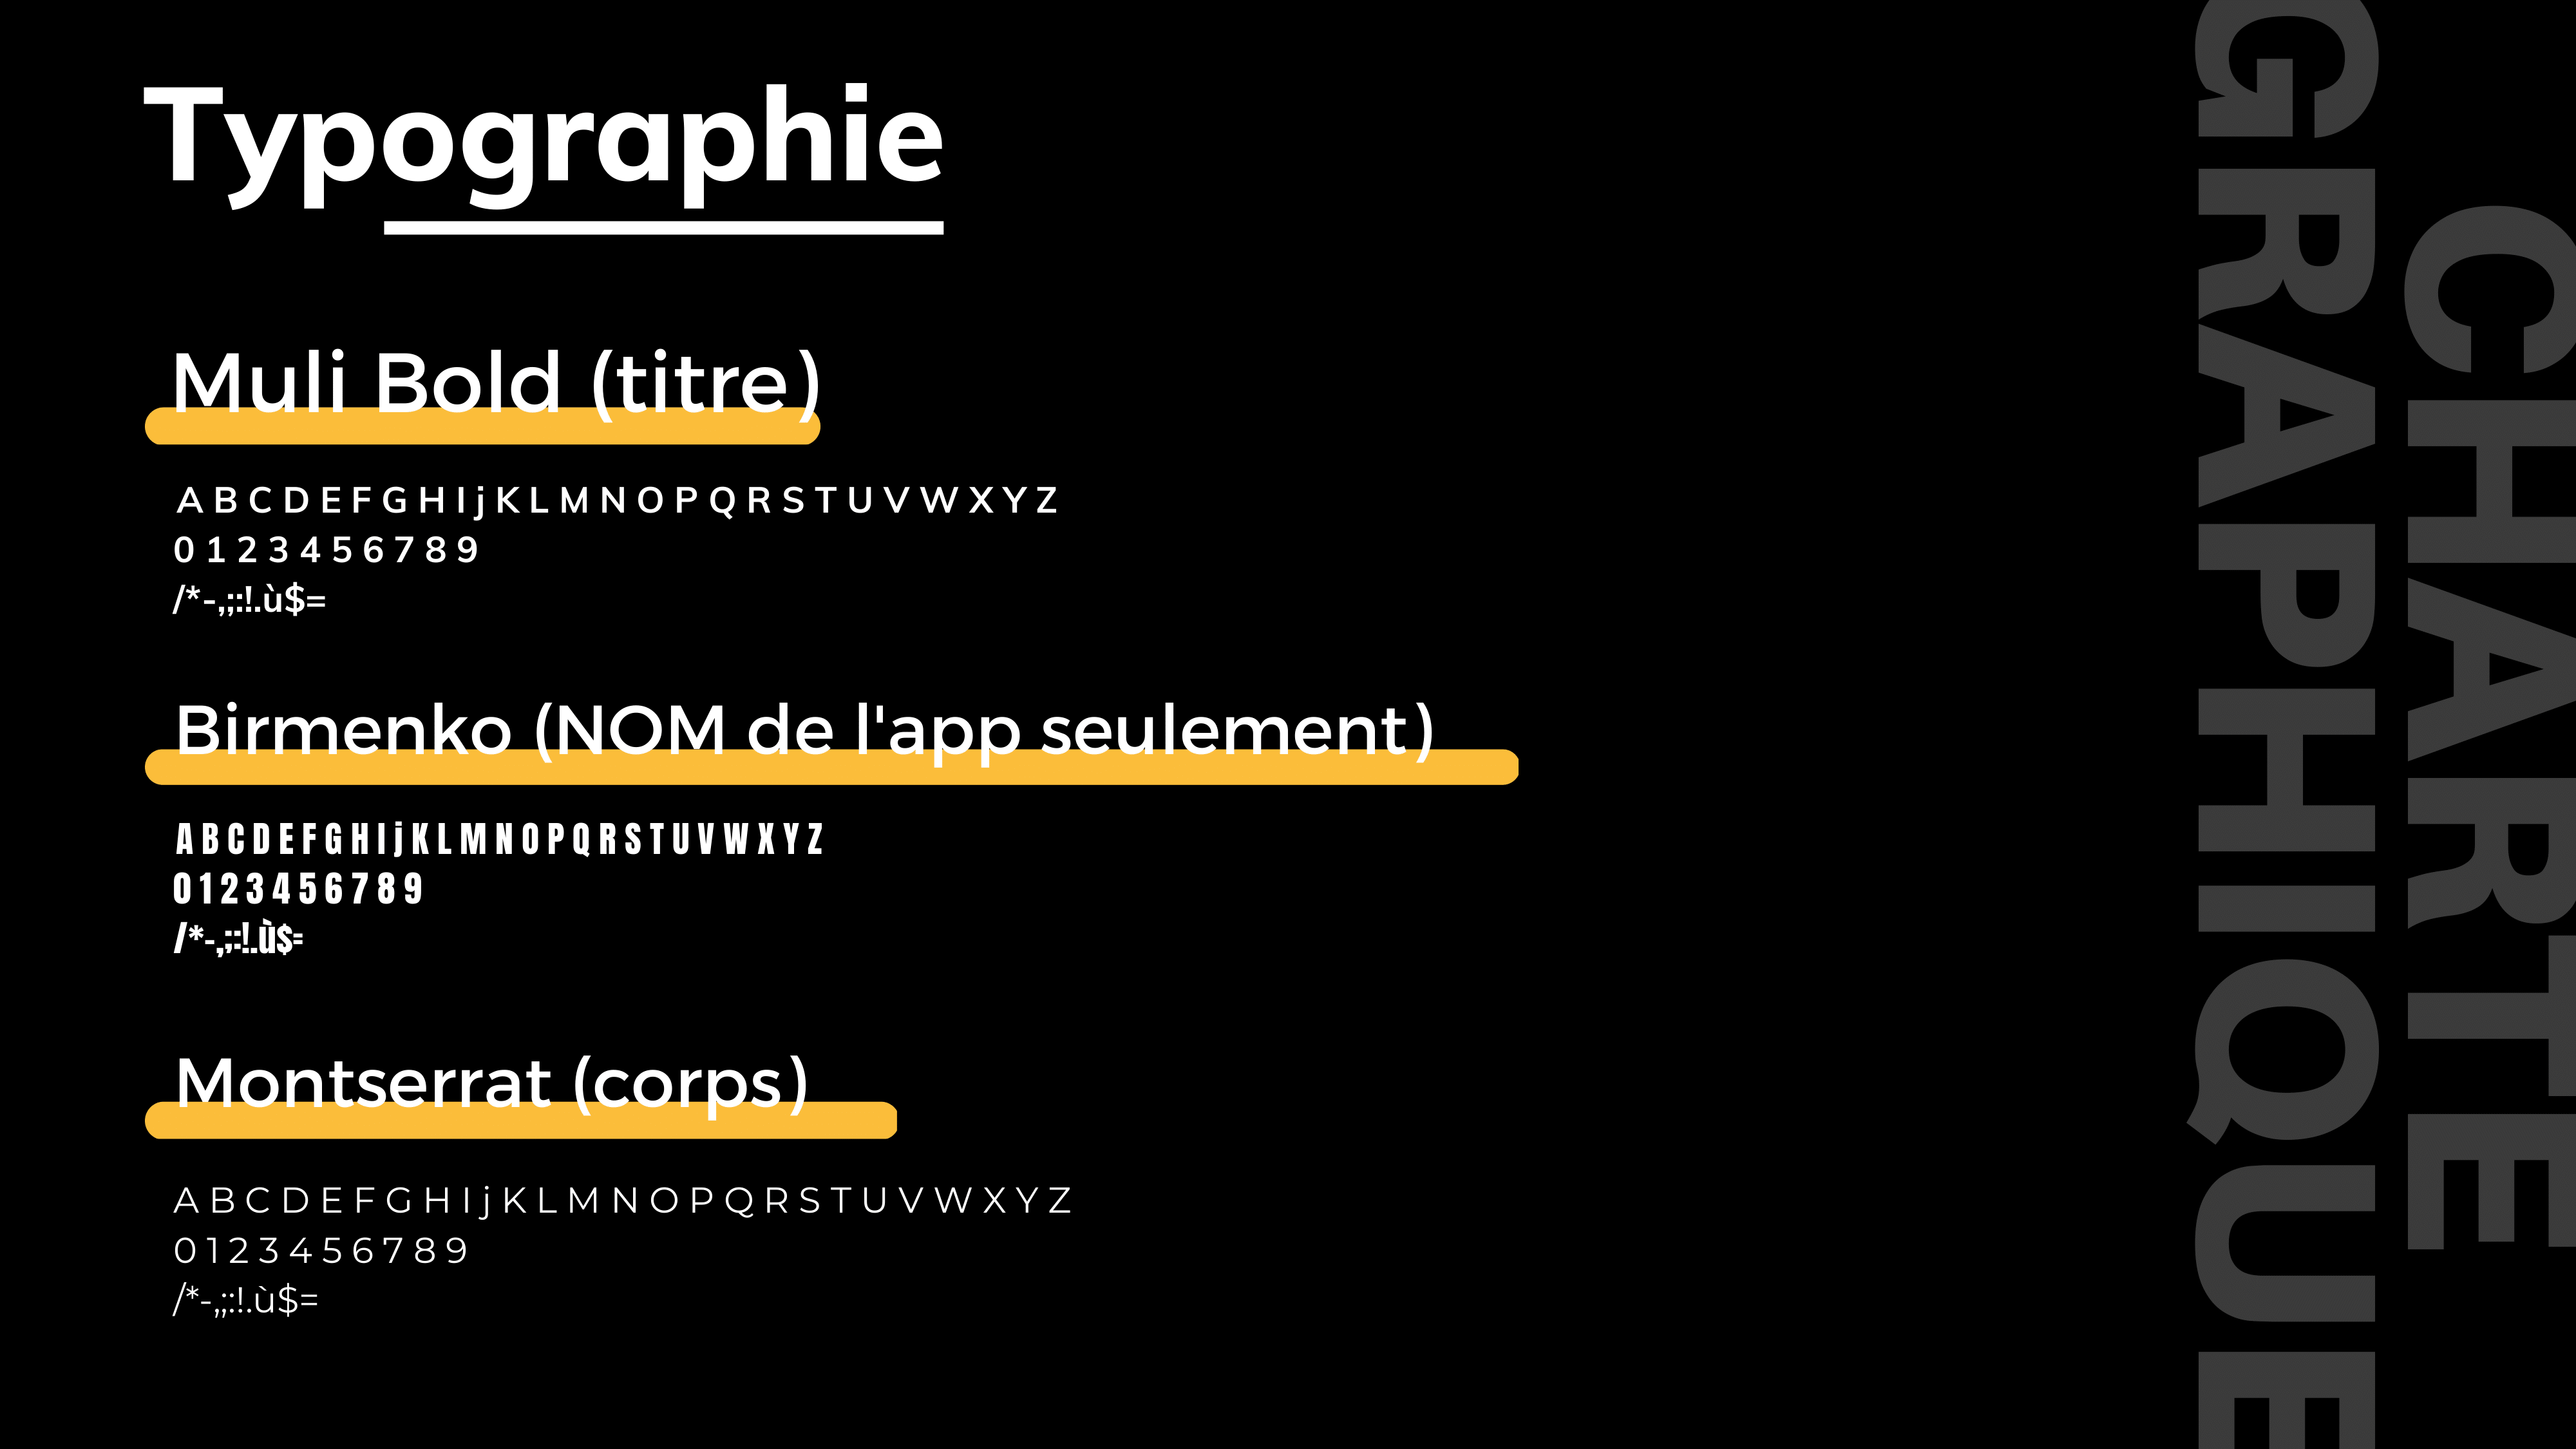 Typographie
Muli Bold (titre)
A B C D E F G H I j K L M N O P Q R S T U V W X Y Z
0 1 2 3 4 5 6 7 8 9
/*-,;:!.ù$=
Birmenko (NOM de l'app seulement)
A B C D E F G H I j K L M N O P Q R S T U V W X Y Z
0 1 2 3 4 5 6 7 8 9
/*-,;:!.ù$=
Montserrat (corps)
A B C D E F G H I j K L M N O P Q R S T U V W X Y Z
0 1 2 3 4 5 6 7 8 9
/*-,;:!.ù$=
CHARTE
GRAPHIQUE